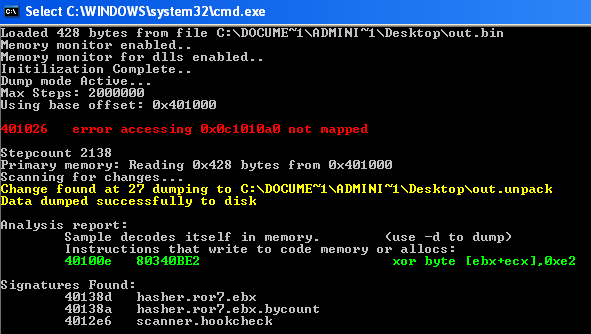 Select C:\WINDOWS\system32\cmd.exe
Loaded 428 bytes from file C:\DOCUME~1\ADMINI~1\Desktop\out.bin
Memory monitor enabled..
Memory monitor for dlls enabled..
Initilization Complete..
Dump mode Active...
Max Steps: 2000000
Using base offset: 0x401000
401026 error accessing 0x0c1010a0 not mapped
Stepcount 2138
Primary memory: Reading 0x428 bytes from 0x401000
Scanning for changes...
Change found at 27 dumping to C:\DOCUME~1\ADMINI~1\Desktop\out.unpack
Data dumped successfully to disk
Analysis report:
Sample decodes itself in memory. (use -d to dump)
Instructions that write to code memory or allocs:
40100e 80340BE2 xor byte [ebx+ecx],0xe2
Signatures Found:
40138d hasher.ror7.ebx
40138a hasher.ror7.ebx.bycount
4012e6 scanner.hookcheck